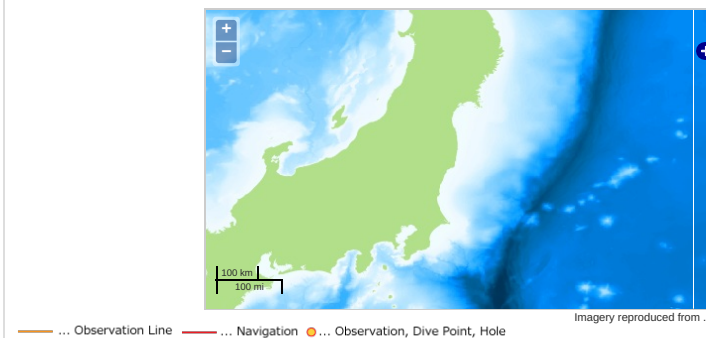 +
−
100 km
100 mi
Imagery reproduced from .
... Observation Line ... Navigation ... Observation, Dive Point, Hole